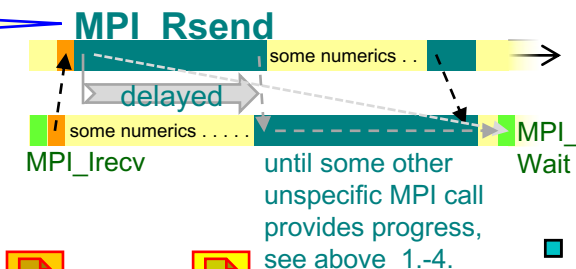 MPI_Rsend
some numerics . .
delayed
some numerics . . . . .
MPI_Irecv
MPI_
Wait
until some other
unspecific MPI call
provides progress,
see above 1.-4.